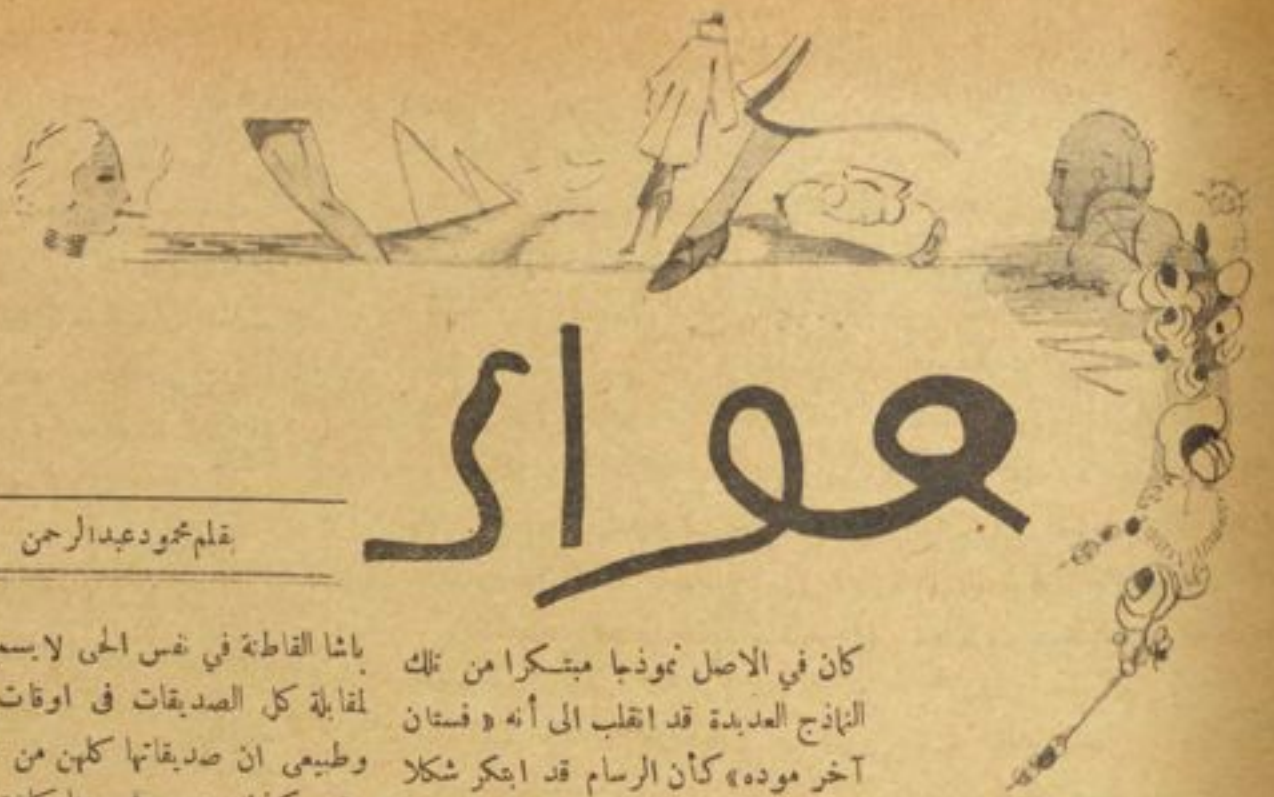 بقلم محمود عبد الرحمن
كان في الاصل نموذجا مبتكرا من تلك
النماذج العديدة قد انقلب الى أنه « فستان
آخر موده» كأن الرسام قد ابتكر شكلا
باشا القاطنة في نفس الحى لا يسم
لمقابلة كل الصديقات فى اوقات
وطبيعى ان صديقاتها كلهن من